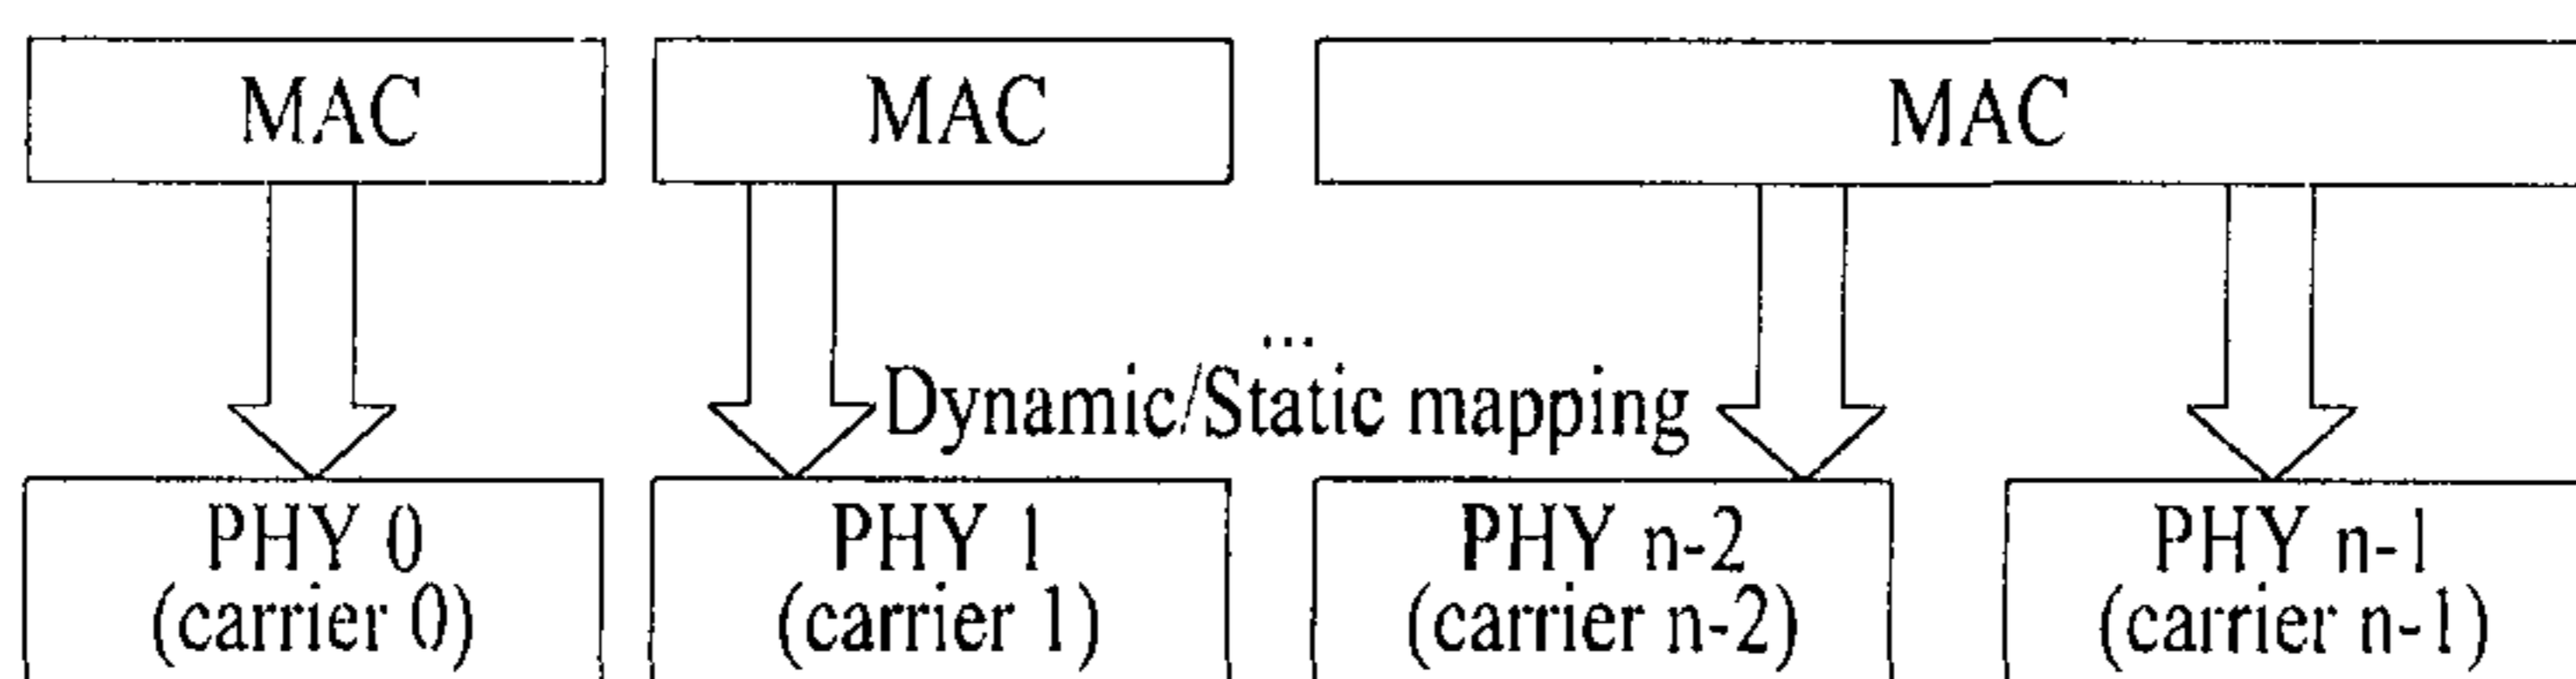 MAC
MAC
MAC
...
Dynamic/Static mapping
PHY 0
(carrier 0)
PHY 1
(carrier 1)
PHY n-2
(carrier n-2)
PHY n-1
(carrier n-1)